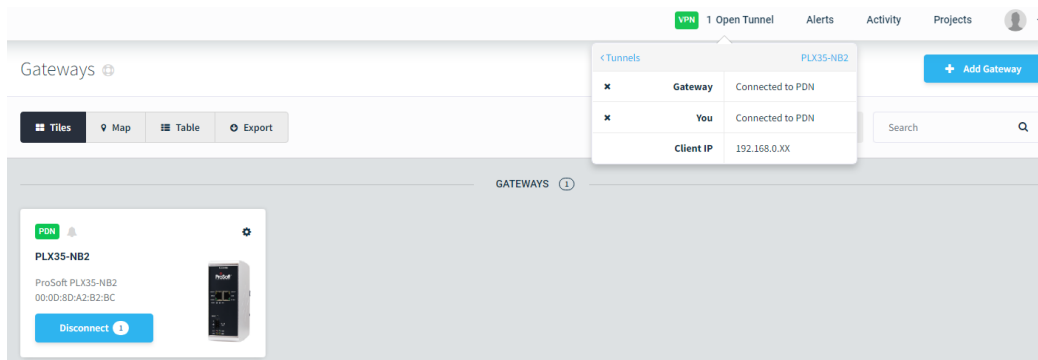 VPN 1 Open Tunnel Alerts Activity Projects
Gateways
< Tunnels PLX35-NB2
Add Gateway
Gateway Connected to PDN
You Connected to PDN
Client IP 192.168.0.XX
Tiles Map Table Export
Search
GATEWAYS 1
PDN
PLX35-NB2
ProSoft PLX35-NB2
00:0D:8D:A2:B2:BC
ProSoft
Disconnect 1